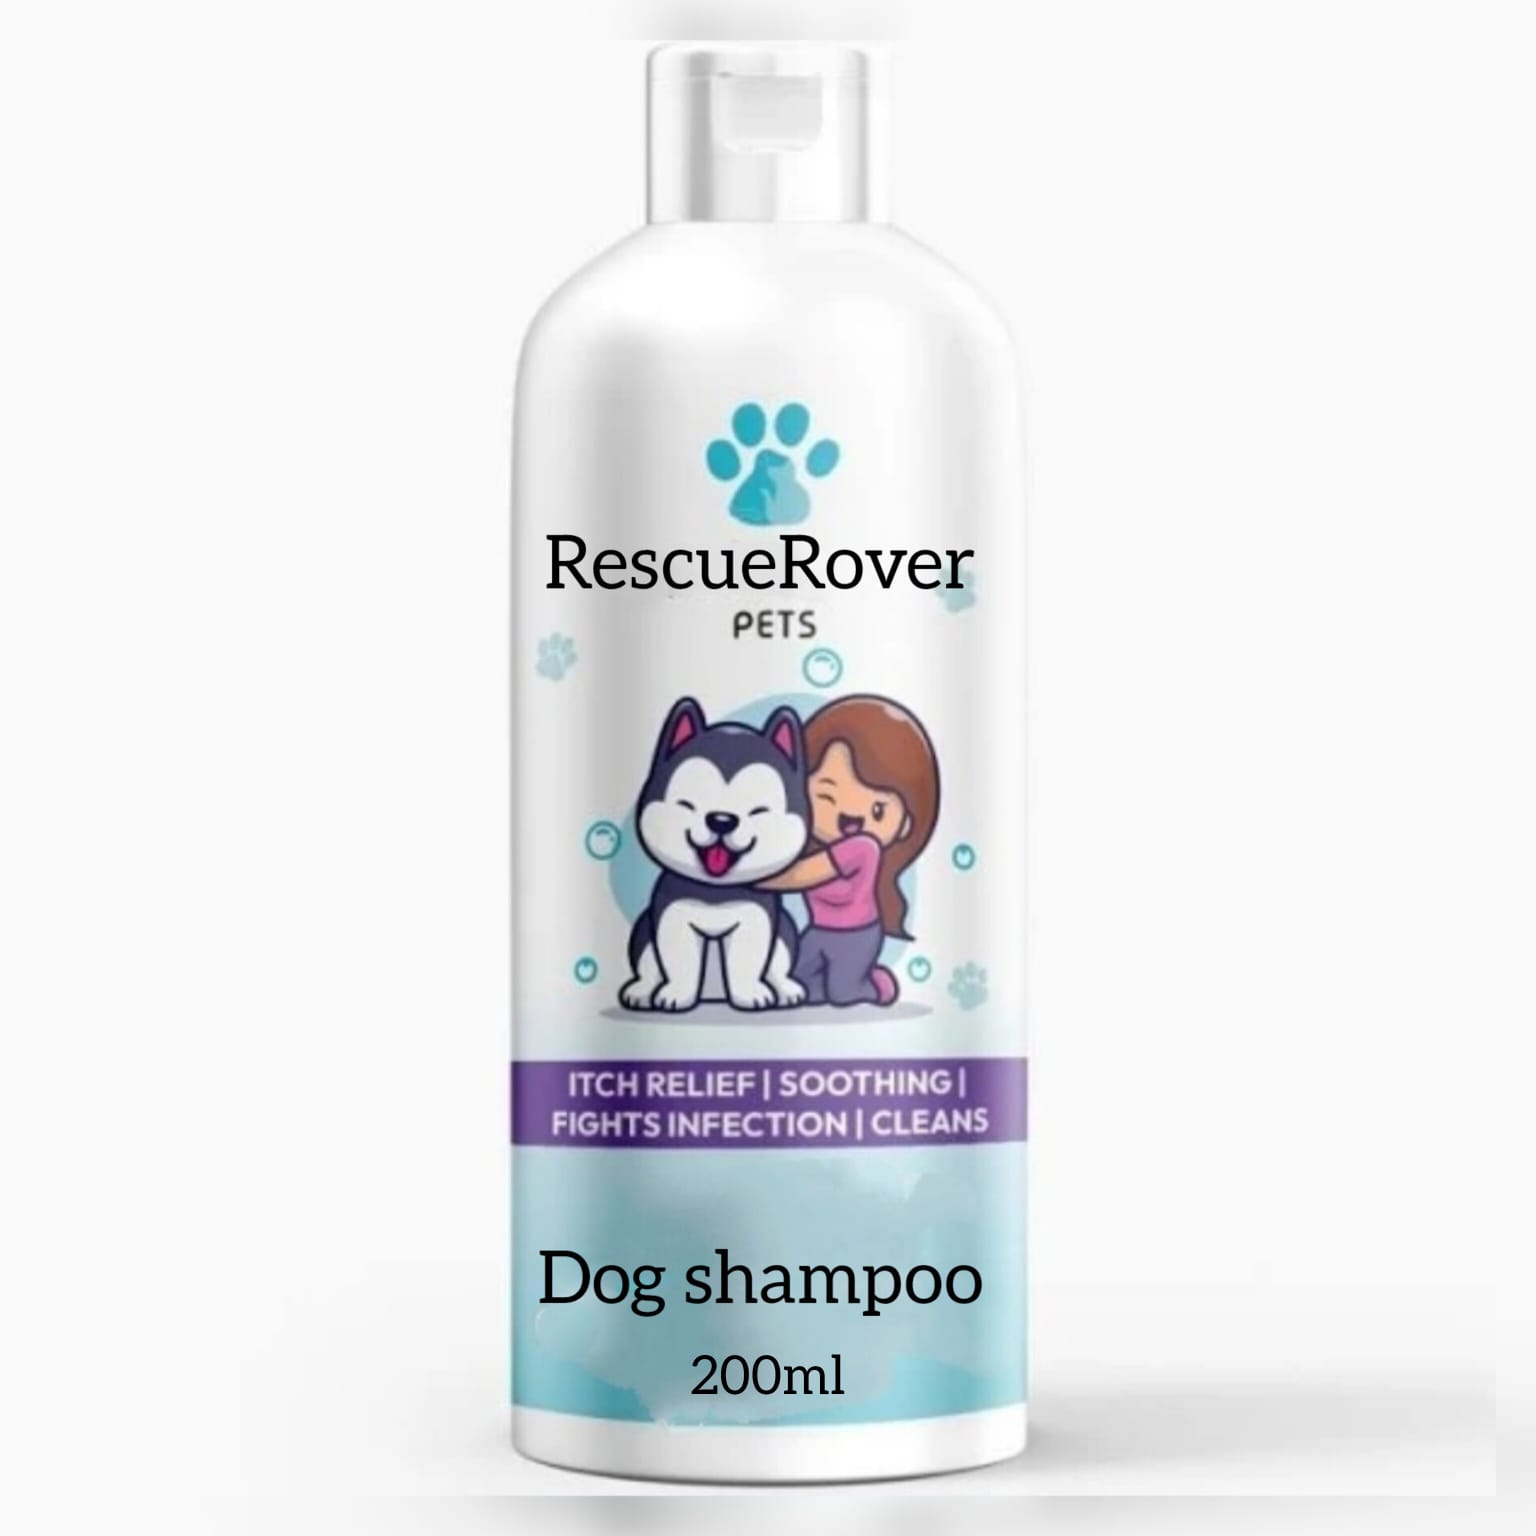 RescueRover
PETS
ITCH RELIEF | SOOTHING |
FIGHTS INFECTION | CLEANS
Dog shampoo
200ml